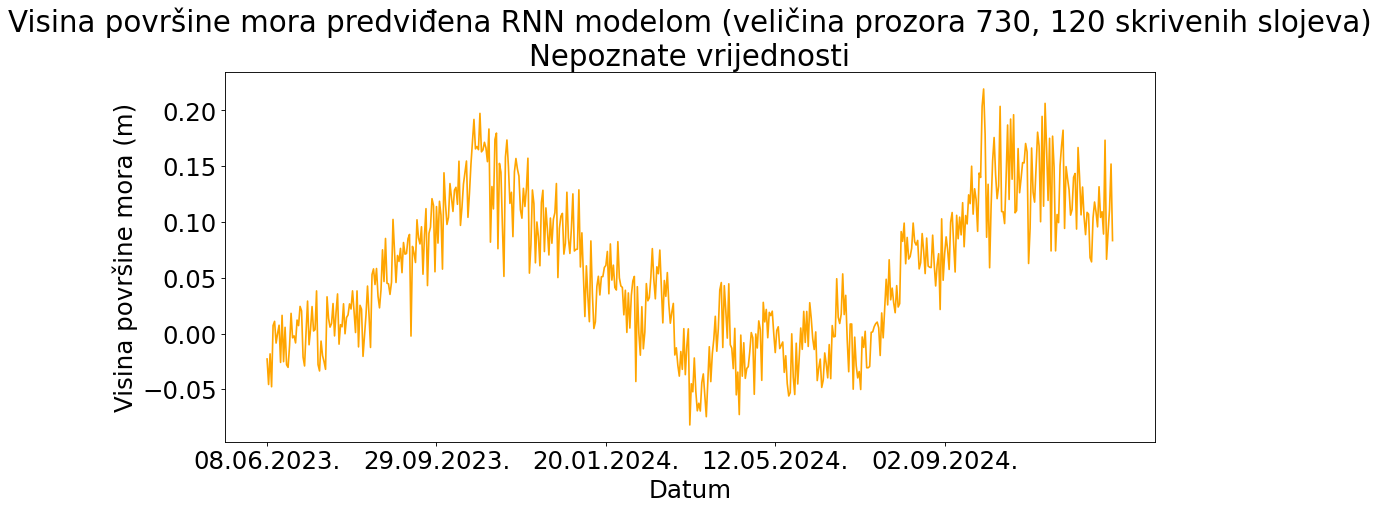 Visina površine mora predviđena RNN modelom (veličina prozora 730, 120 skrivenih slojeva)
Nepoznate vrijednosti
Visina površine mora (m)
0.20
0.15
0.10
0.05
0.00
−0.05
08.06.2023. 29.09.2023. 20.01.2024. 12.05.2024. 02.09.2024.
Datum